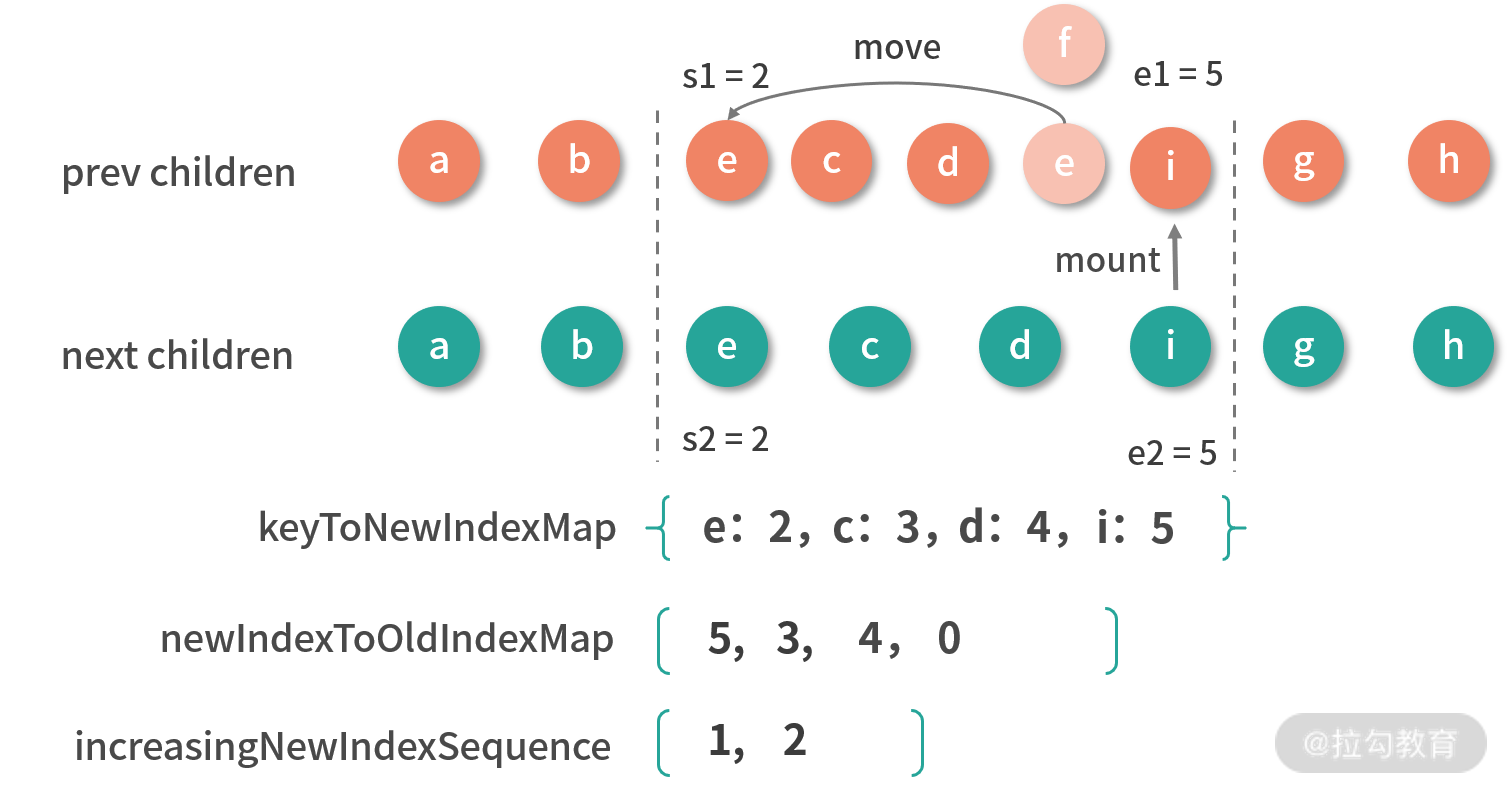 f
move
s1 = 2
e1 = 5
prev children a b e c d e i g h
mount
next children a b e c d i g h
s2 = 2
e2 = 5
keyToNewIndexMap { e: 2, c: 3, d: 4, i: 5 }
newIndexToOldIndexMap [ 5, 3, 4, 0 ]
increasingNewIndexSequence [ 1, 2 ]
@拉勾教育